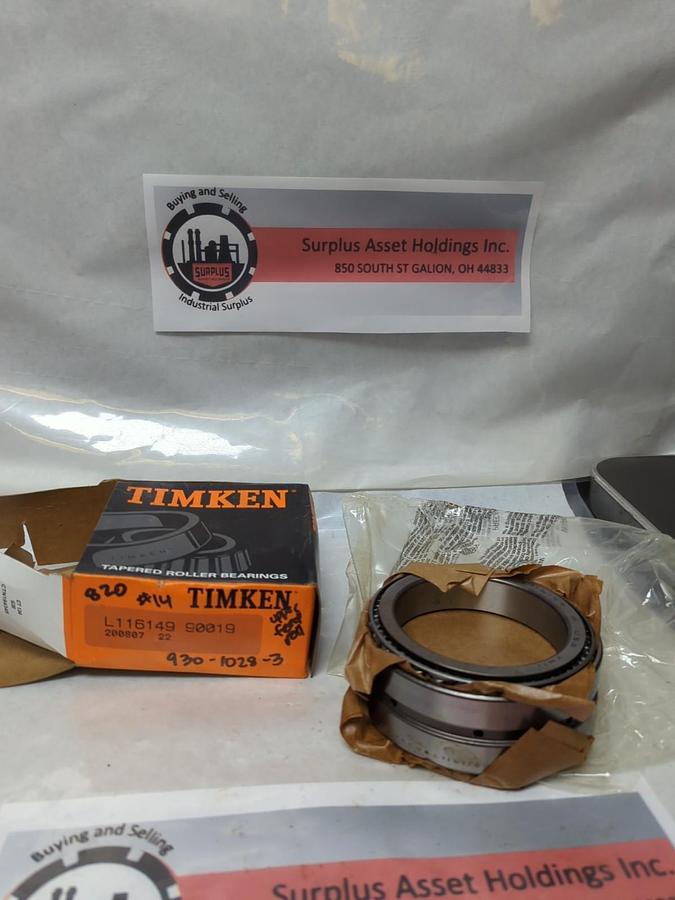 Buying and Selling
SURPLUS
Industrial Surplus
Surplus Asset Holdings Inc.
850 SOUTH ST GALION, OH 44833
TIMKEN
TIMKEN
TAPERED ROLLER BEARINGS
820 #14
TIMKEN
L116149 90019
200807 22
930-1028-3
Buying and Selling
Surplus Asset Holdings Inc.